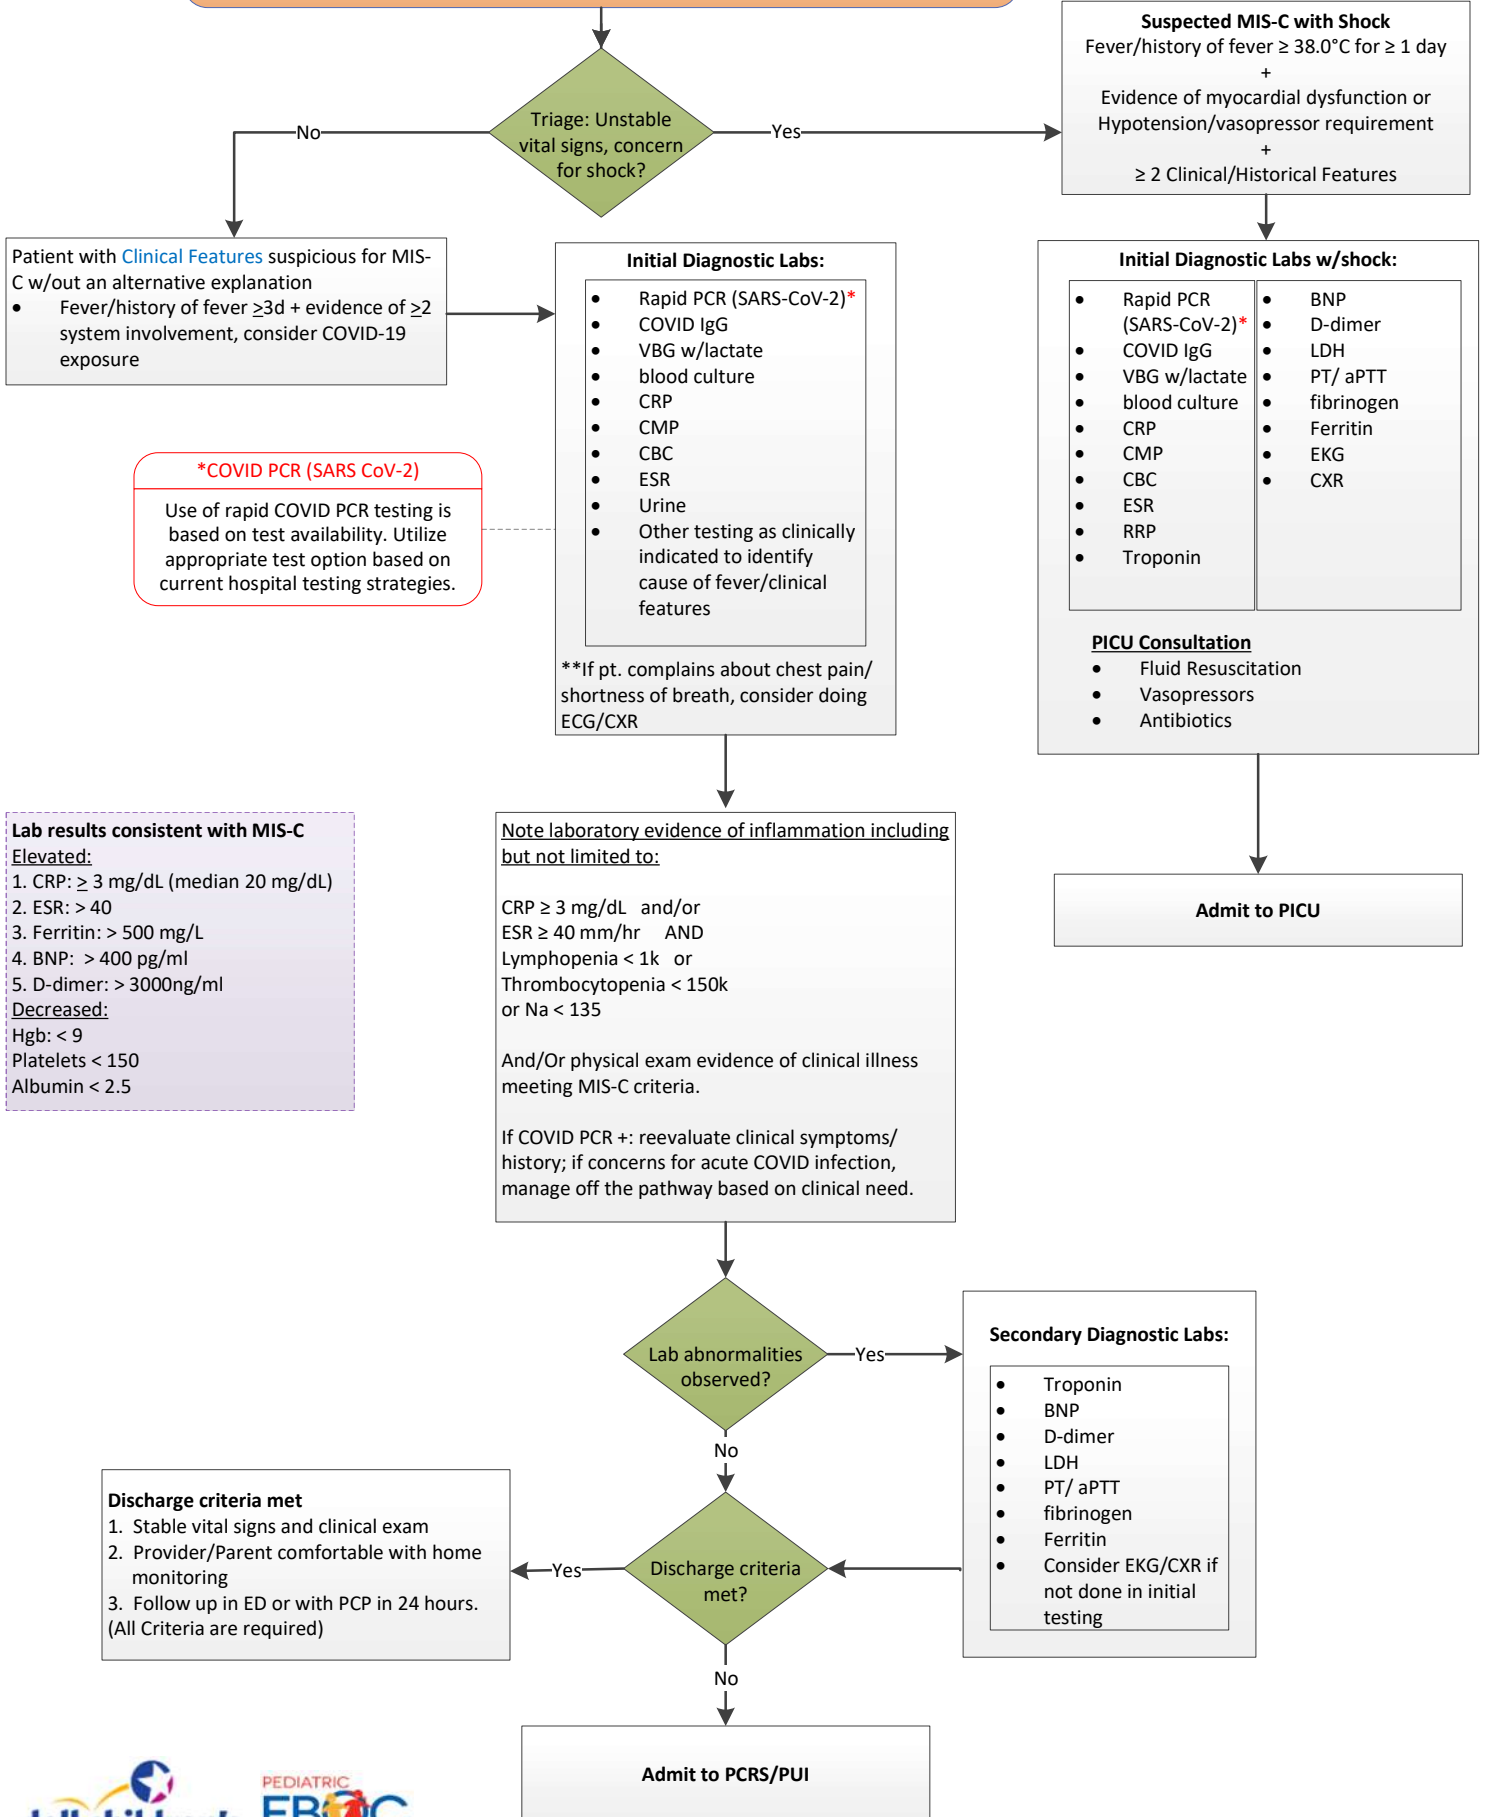 Suspected MIS-C with Shock
Fever/history of fever ≥ 38.0°C for ≥ 1 day
+
Evidence of myocardial dysfunction or
Hypotension/vasopressor requirement
+
≥ 2 Clinical/Historical Features
Triage: Unstable
vital signs, concern
for shock?
No
Yes
Patient with Clinical Features suspicious for MIS-
C w/out an alternative explanation
• Fever/history of fever ≥3d + evidence of ≥2
system involvement, consider COVID-19
exposure
Initial Diagnostic Labs:
• Rapid PCR (SARS-CoV-2)*
• COVID IgG
• VBG w/lactate
• blood culture
• CRP
• CMP
• CBC
• ESR
• Urine
• Other testing as clinically
indicated to identify
cause of fever/clinical
features
**If pt. complains about chest pain/
shortness of breath, consider doing
ECG/CXR
Initial Diagnostic Labs w/shock:
• Rapid PCR
(SARS-CoV-2)*
• COVID IgG
• VBG w/lactate
• blood culture
• CRP
• CMP
• CBC
• ESR
• RRP
• Troponin
• BNP
• D-dimer
• LDH
• PT/ aPTT
• fibrinogen
• Ferritin
• EKG
• CXR
PICU Consultation
• Fluid Resuscitation
• Vasopressors
• Antibiotics
*COVID PCR (SARS CoV-2)
Use of rapid COVID PCR testing is
based on test availability. Utilize
appropriate test option based on
current hospital testing strategies.
Lab results consistent with MIS-C
Elevated:
1. CRP: ≥ 3 mg/dL (median 20 mg/dL)
2. ESR: > 40
3. Ferritin: > 500 mg/L
4. BNP: > 400 pg/ml
5. D-dimer: > 3000ng/ml
Decreased:
Hgb: < 9
Platelets < 150
Albumin < 2.5
Note laboratory evidence of inflammation including
but not limited to:
CRP ≥ 3 mg/dL and/or
ESR ≥ 40 mm/hr AND
Lymphopenia < 1k or
Thrombocytopenia < 150k
or Na < 135
And/Or physical exam evidence of clinical illness
meeting MIS-C criteria.
If COVID PCR +: reevaluate clinical symptoms/
history; if concerns for acute COVID infection,
manage off the pathway based on clinical need.
Admit to PICU
Lab abnormalities
observed?
Yes
No
Secondary Diagnostic Labs:
• Troponin
• BNP
• D-dimer
• LDH
• PT/ aPTT
• fibrinogen
• Ferritin
• Consider EKG/CXR if
not done in initial
testing
Discharge criteria met
1. Stable vital signs and clinical exam
2. Provider/Parent comfortable with home
monitoring
3. Follow up in ED or with PCP in 24 hours.
(All Criteria are required)
Yes
Discharge criteria
met?
No
Admit to PCRS/PUI
PEDIATRIC